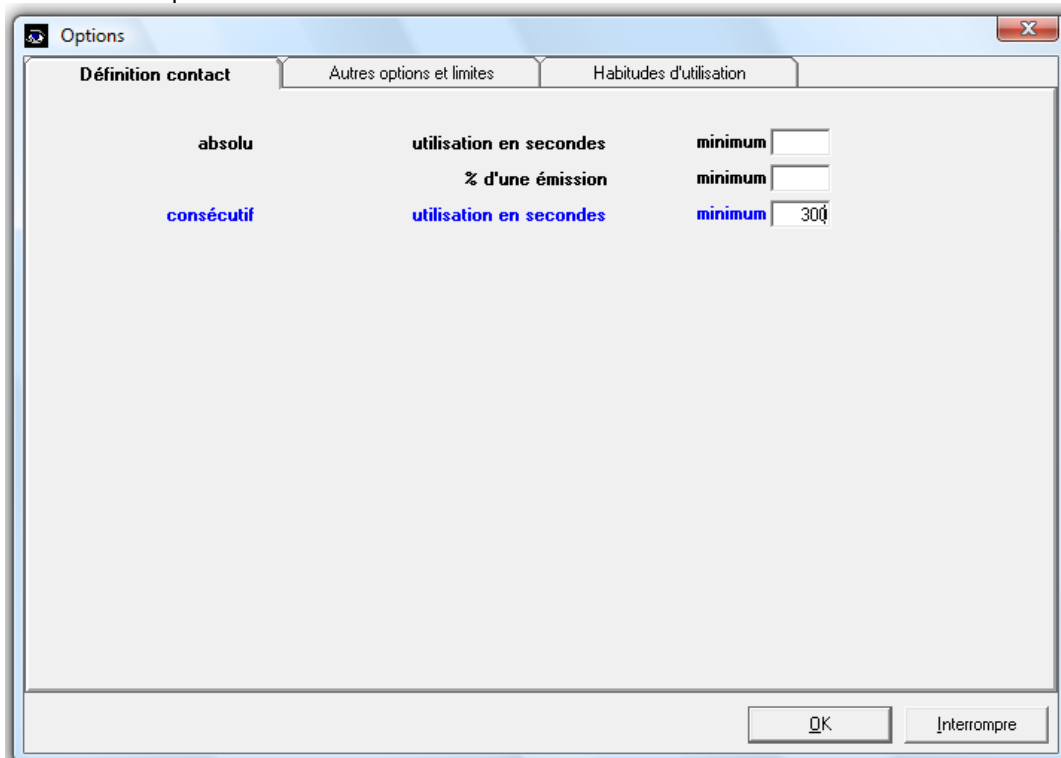 Options
Définition contact Autres options et limites Habitudes d'utilisation
absolu utilisation en secondes minimum
% d'une émission minimum
consécutif utilisation en secondes minimum 300
OK Interrompre